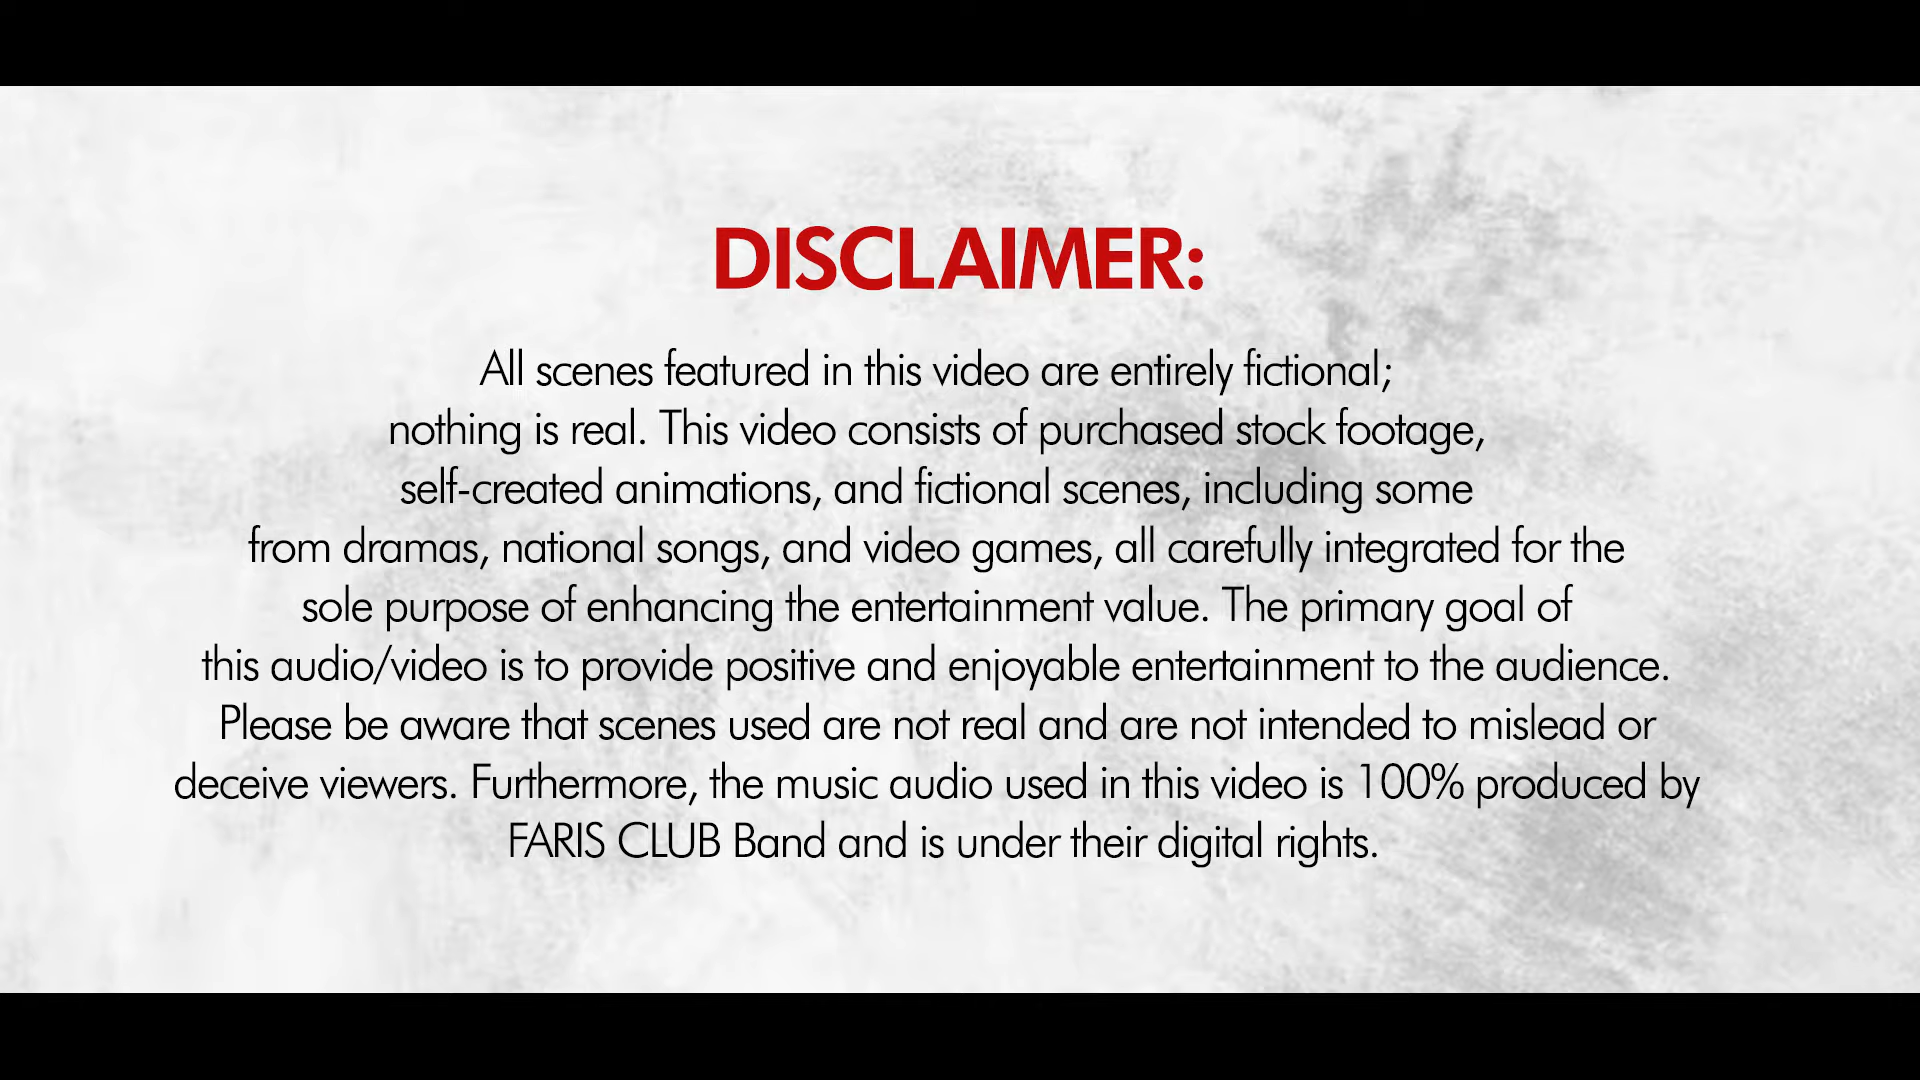 DISCLAIMER:
All scenes featured in this video are entirely fictional;
nothing is real. This video consists of purchased stock footage,
self-created animations, and fictional scenes, including some
from dramas, national songs, and video games, all carefully integrated for the
sole purpose of enhancing the entertainment value. The primary goal of
this audio/video is to provide positive and enjoyable entertainment to the audience.
Please be aware that scenes used are not real and are not intended to mislead or
deceive viewers. Furthermore, the music audio used in this video is 100% produced by
FARIS CLUB Band and is under their digital rights.